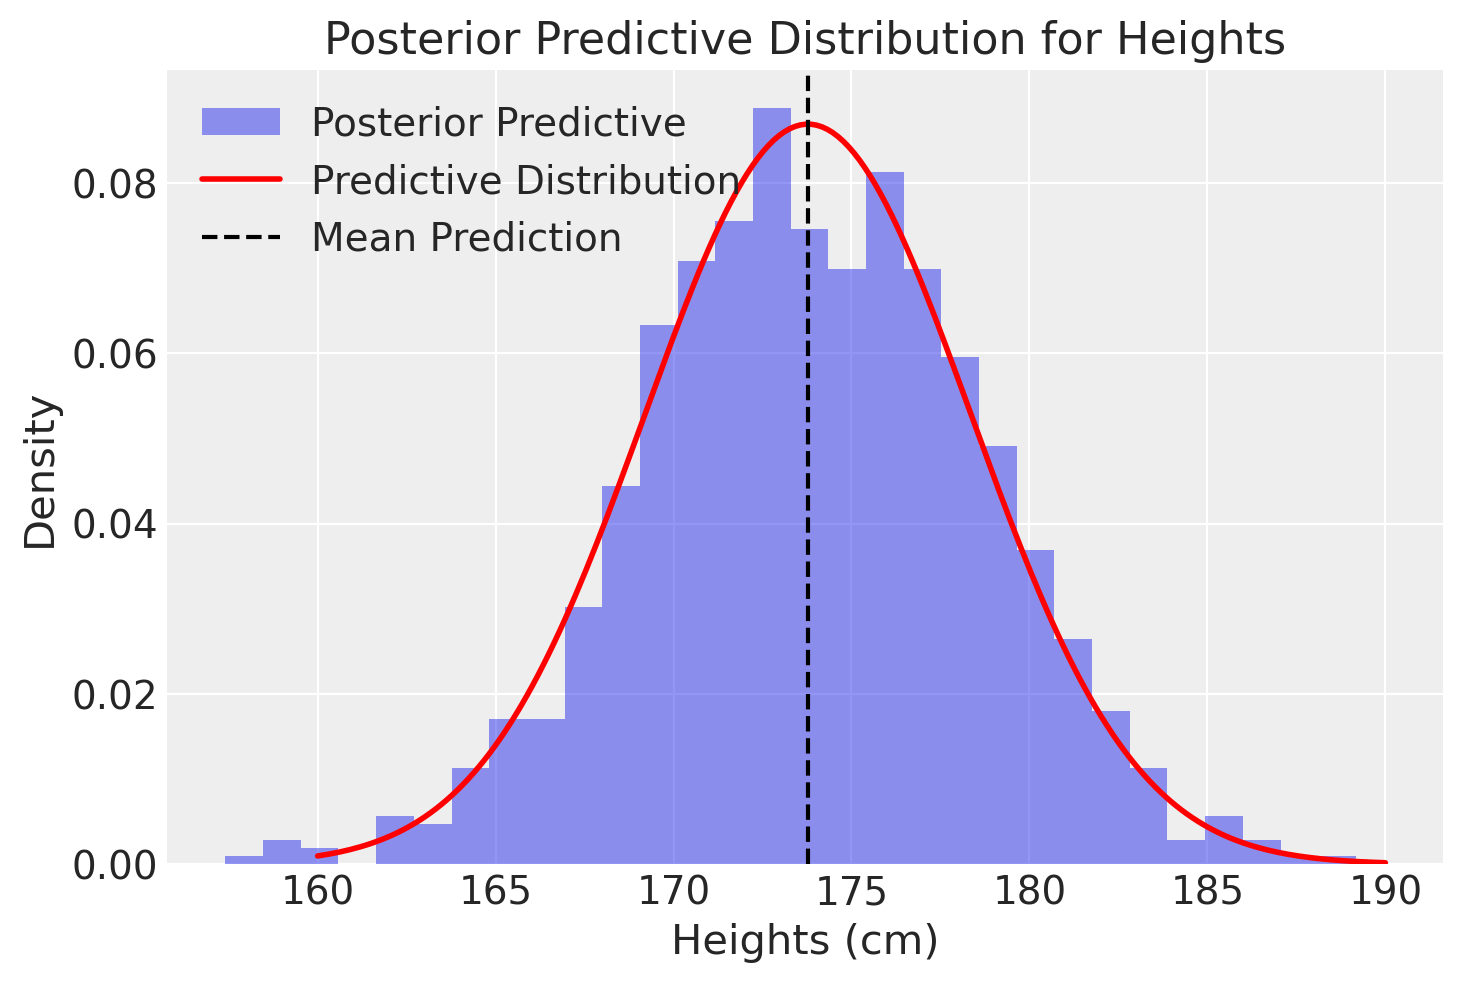 Posterior Predictive Distribution for Heights
Posterior Predictive
Predictive Distribution
Mean Prediction
0.08
0.06
0.04
0.02
0.00
Density
160 165 170 175 180 185 190
Heights (cm)